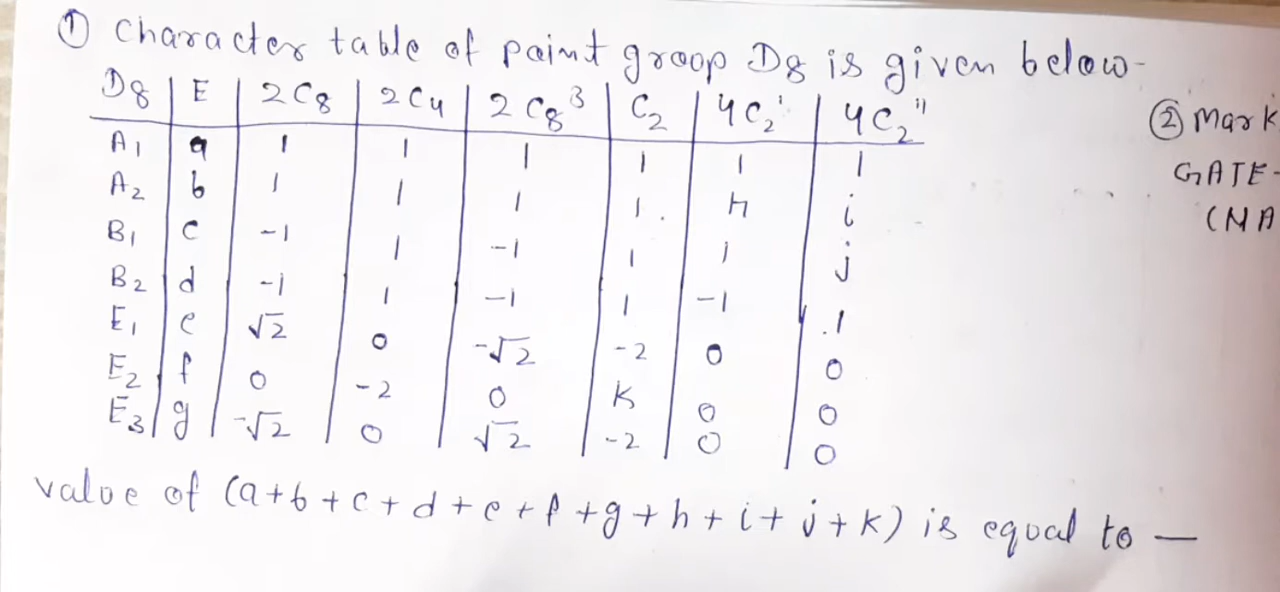 ① Character table of paint groop D8 is given below-
D8 | E | 2C8 | 2C4 | 2C8³ | C2 | 4C2' | 4C2"
② Mark
A1 | a | 1 | 1 | 1 | 1 | 1 | 1
GATE-
A2 | b | 1 | 1 | 1 | 1. | h | i
(NA
B1 | c | -1 | 1 | -1 | 1 | 1 | j
B2 | d | -1 | 1 | -1 | 1 | -1 | .1
E1 | e | √2 | 0 | -√2 | -2 | 0 | 0
E2 | f | 0 | -2 | 0 | K | 0 | 0
E3 | g | -√2 | 0 | √2 | -2 | 0 | 0
value of (a+b+c+d+e+f+g+h+i+j+k) is equal to —